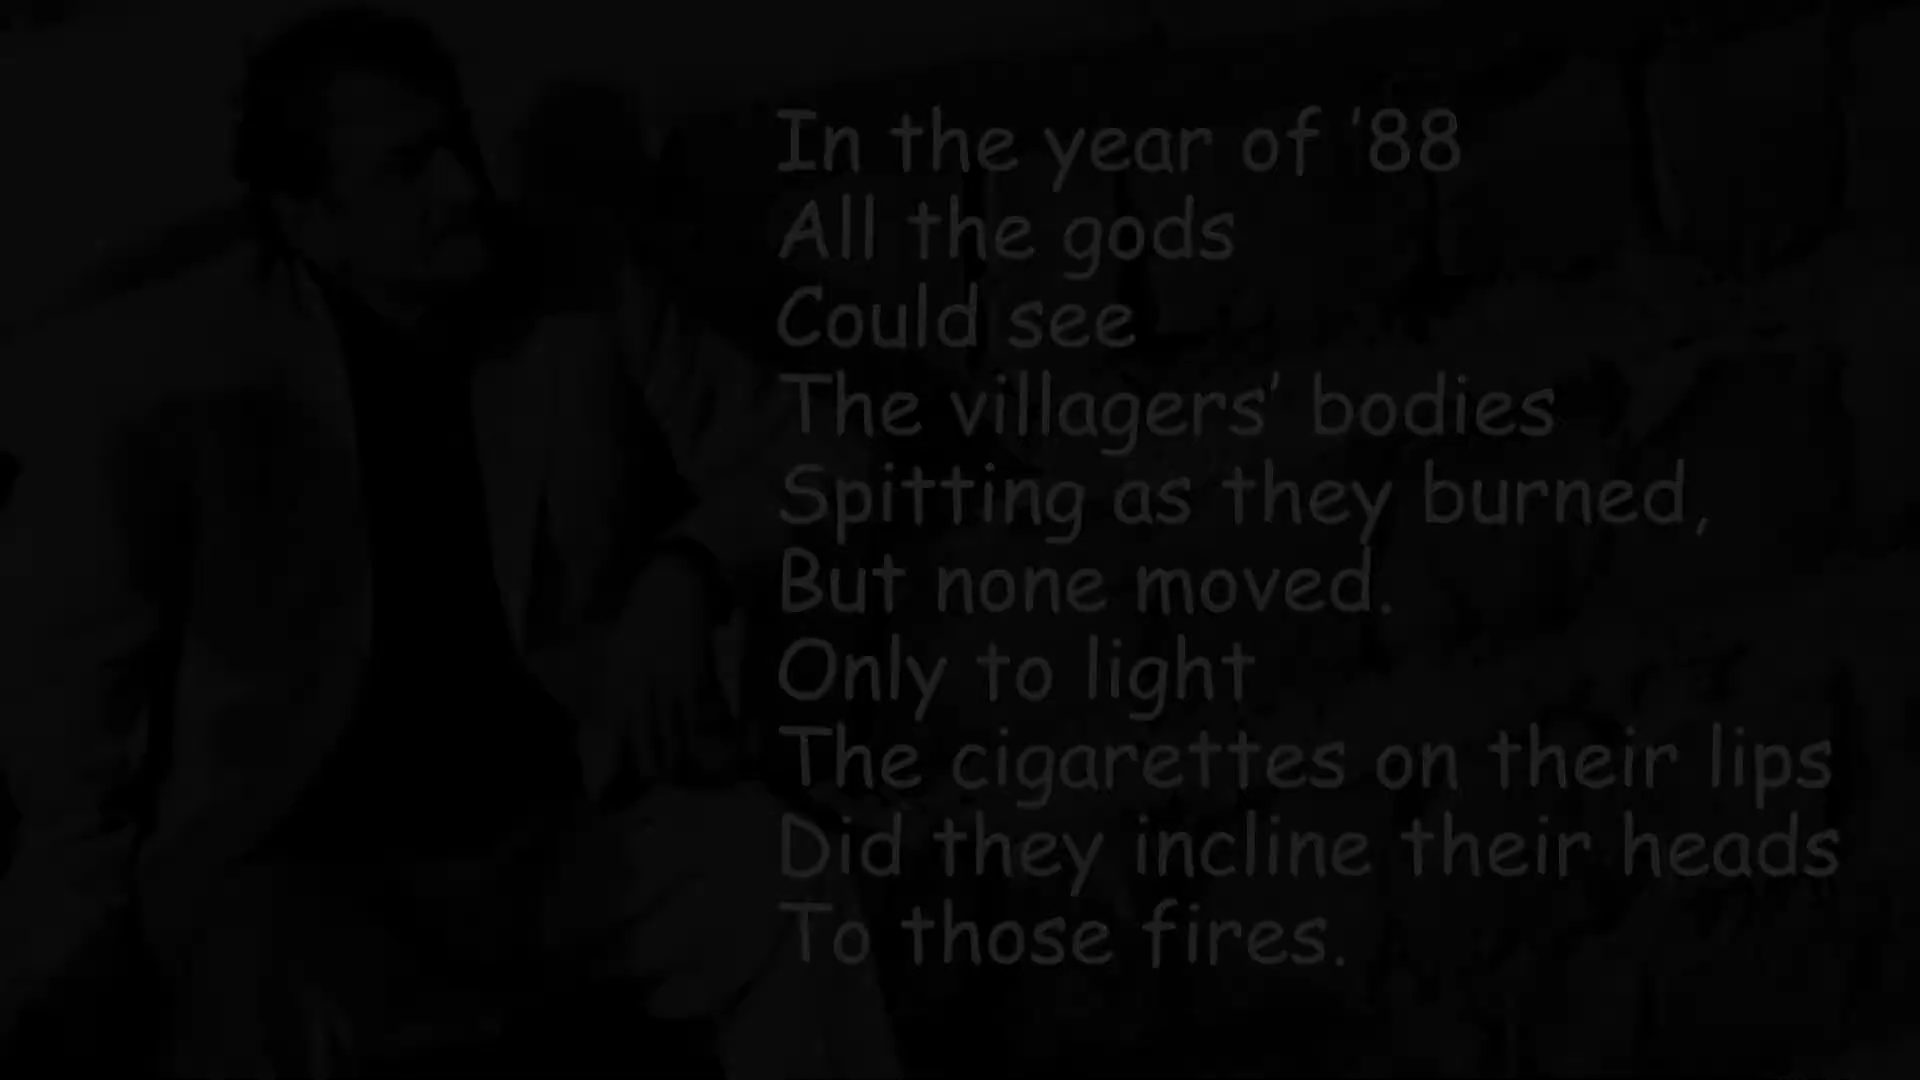 In the year of ’88
All the gods
Could see
The villagers’ bodies
Spitting as they burned,
But none moved.
Only to light
The cigarettes on their lips
Did they incline their heads
To those fires.